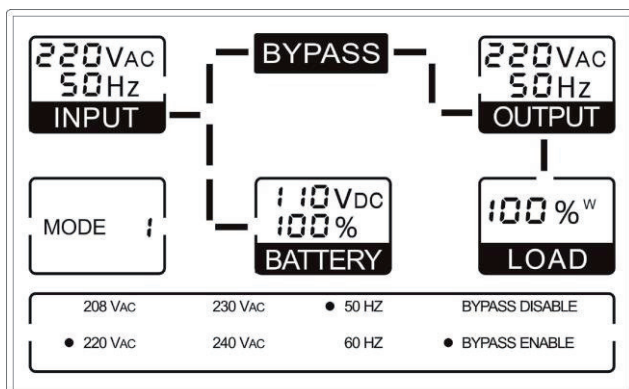 220VAC
50Hz
INPUT
BYPASS
220VAC
50Hz
OUTPUT
MODE 1
110VDC
100%
BATTERY
100%W
LOAD
208 VAC 230 VAC • 50 HZ BYPASS DISABLE
• 220 VAC 240 VAC 60 HZ • BYPASS ENABLE